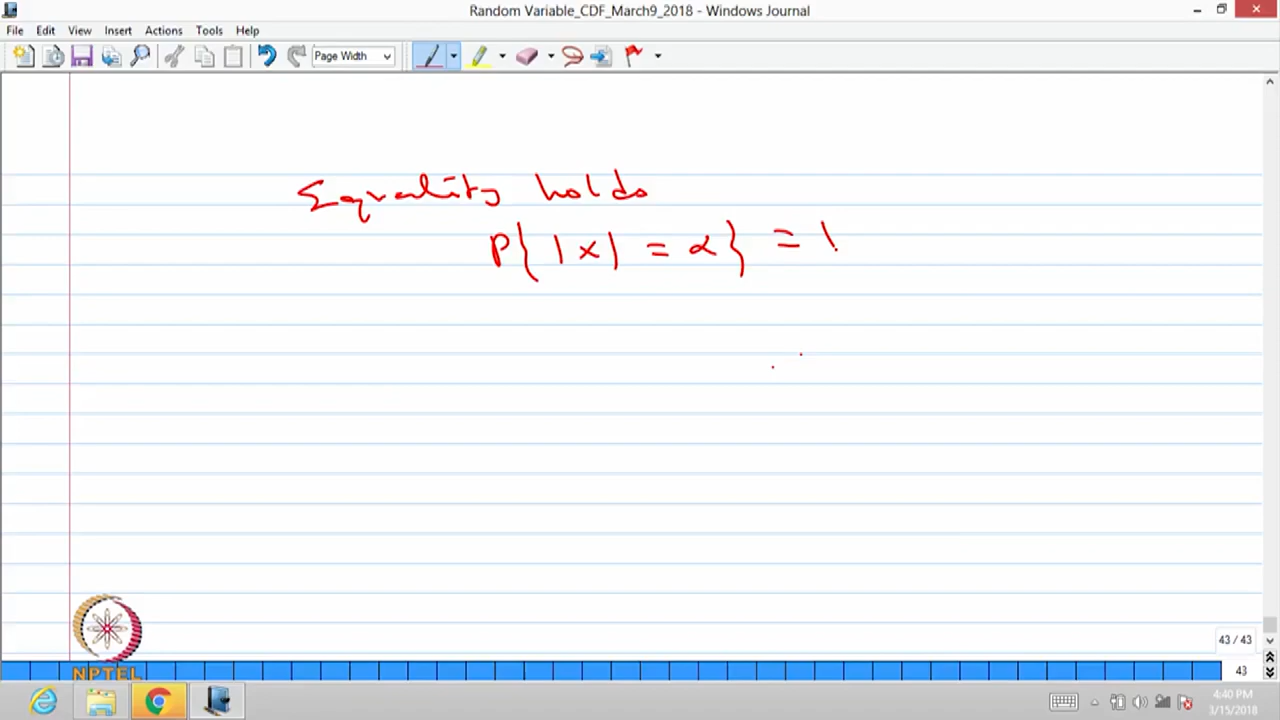 Random Variable_CDF_March9_2018 - Windows Journal
File Edit View Insert Actions Tools Help
Page Width
Equality holds
P{ |x| = α} = 1
43 / 43
43
NPTEL
4:40 PM
3/15/2018